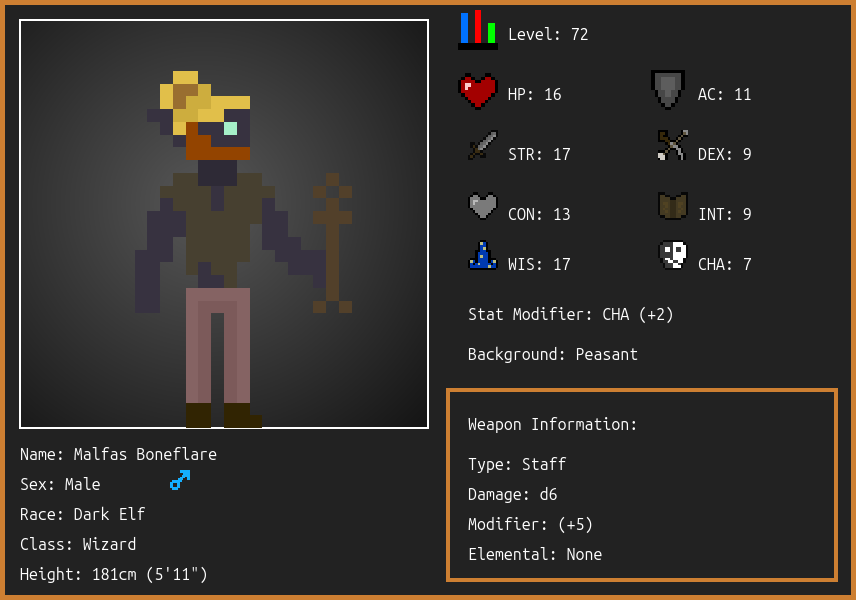 Level: 72
HP: 16
AC: 11
STR: 17
DEX: 9
CON: 13
INT: 9
WIS: 17
CHA: 7
Stat Modifier: CHA (+2)
Background: Peasant
Weapon Information:
Type: Staff
Damage: d6
Modifier: (+5)
Elemental: None
Name: Malfas Boneflare
Sex: Male
Race: Dark Elf
Class: Wizard
Height: 181cm (5'11")